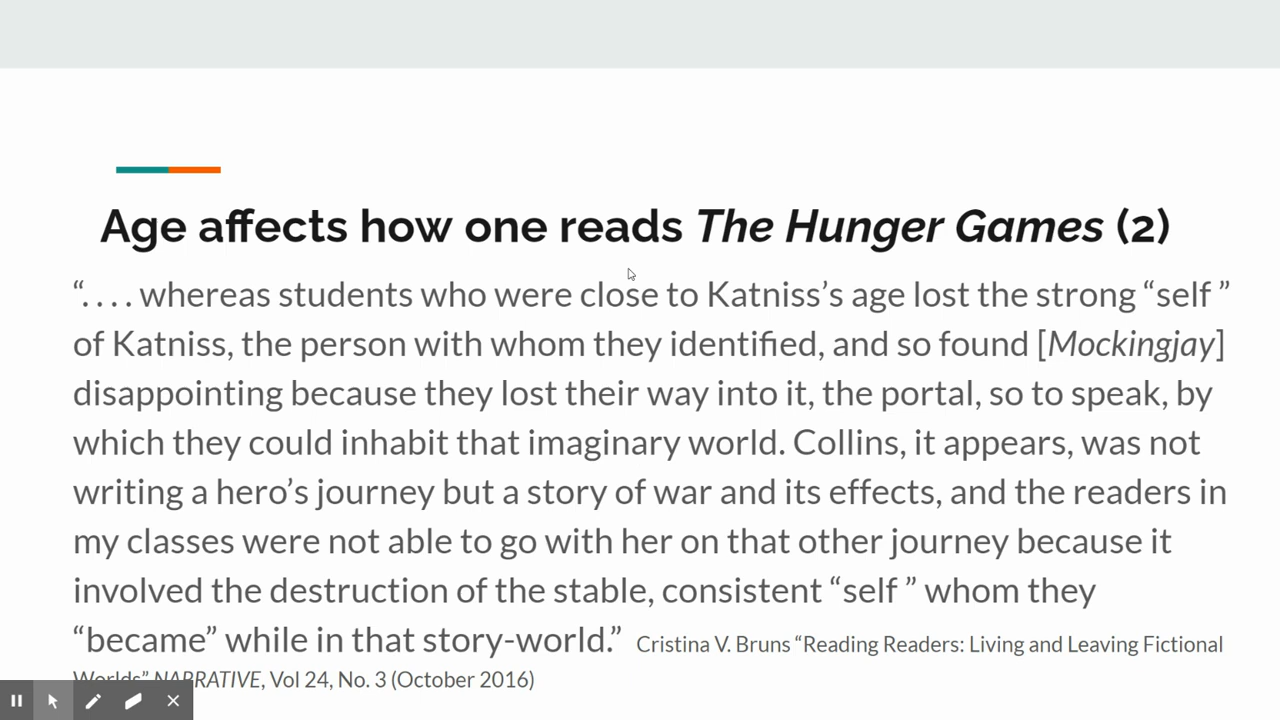 Age affects how one reads The Hunger Games (2)
“. . . . whereas students who were close to Katniss’s age lost the strong “self ”
of Katniss, the person with whom they identified, and so found [Mockingjay]
disappointing because they lost their way into it, the portal, so to speak, by
which they could inhabit that imaginary world. Collins, it appears, was not
writing a hero’s journey but a story of war and its effects, and the readers in
my classes were not able to go with her on that other journey because it
involved the destruction of the stable, consistent “self ” whom they
“became” while in that story-world.” Cristina V. Bruns “Reading Readers: Living and Leaving Fictional
Worlds” NARRATIVE, Vol 24, No. 3 (October 2016)